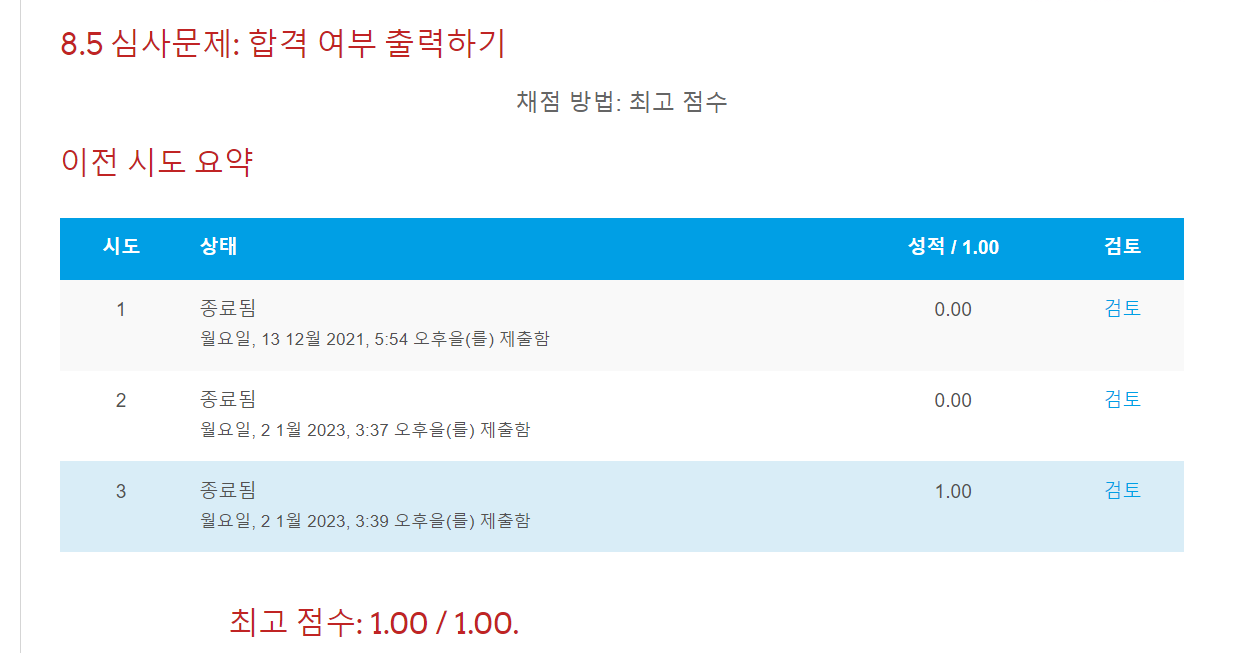 8.5 심사문제: 합격 여부 출력하기
채점 방법: 최고 점수
이전 시도 요약
시도 상태 성적 / 1.00 검토
1 종료됨 0.00 검토
월요일, 13 12월 2021, 5:54 오후을(를) 제출함
2 종료됨 0.00 검토
월요일, 2 1월 2023, 3:37 오후을(를) 제출함
3 종료됨 1.00 검토
월요일, 2 1월 2023, 3:39 오후을(를) 제출함
최고 점수: 1.00 / 1.00.